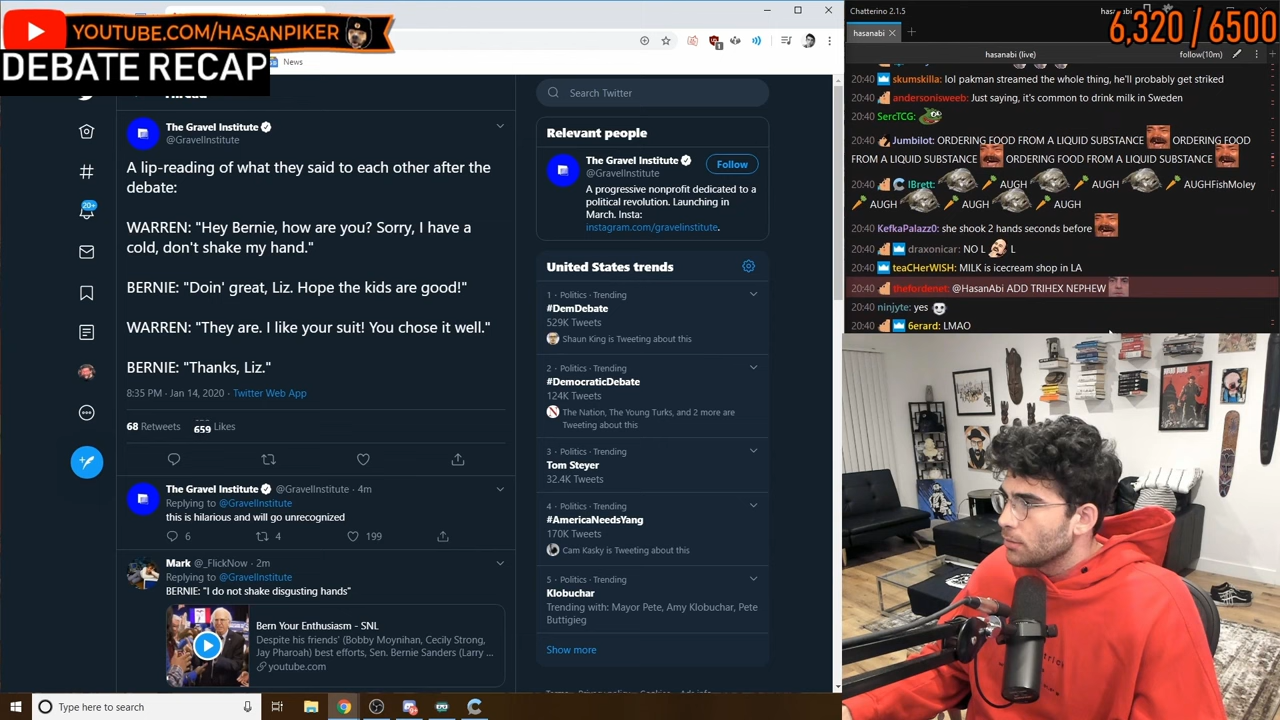 YOUTUBE.COM/HASANPIKER
DEBATE RECAP
News
The Gravel Institute
@GravelInstitute
A lip-reading of what they said to each other after the
debate:
WARREN: "Hey Bernie, how are you? Sorry, I have a
cold, don't shake my hand."
BERNIE: "Doin' great, Liz. Hope the kids are good!"
WARREN: "They are. I like your suit! You chose it well."
BERNIE: "Thanks, Liz."
8:35 PM · Jan 14, 2020 · Twitter Web App
68 Retweets 659 Likes
The Gravel Institute @GravelInstitute · 4m
Replying to @GravelInstitute
this is hilarious and will go unrecognized
6 4 199
Mark @_FlickNow · 2m
Replying to @GravelInstitute
BERNIE: "I do not shake disgusting hands"
Bern Your Enthusiasm - SNL
Despite his friends' (Bobby Moynihan, Cecily Strong,
Jay Pharoah) best efforts, Sen. Bernie Sanders (Larry ...
youtube.com
20+
Search Twitter
Relevant people
The Gravel Institute
@GravelInstitute
Follow
A progressive nonprofit dedicated to a
political revolution. Launching in
March. Insta:
instagram.com/gravelinstitute.
United States trends
1 · Politics · Trending
#DemDebate
529K Tweets
Shaun King is Tweeting about this
2 · Politics · Trending
#DemocraticDebate
124K Tweets
The Nation, The Young Turks, and 2 more are
Tweeting about this
3 · Politics · Trending
Tom Steyer
32.4K Tweets
4 · Politics · Trending
#AmericaNeedsYang
170K Tweets
Cam Kasky is Tweeting about this
5 · Politics · Trending
Klobuchar
Trending with: Mayor Pete, Amy Klobuchar, Pete
Buttigieg
Show more
Type here to search
Chatterino 2.1.5
6,320 / 6500
hasanabi
hasanabi (live)
follow(10m)
20:40 skumskilla: lol pakman streamed the whole thing, he'll probably get striked
20:40 andersonisweeb: Just saying, it's common to drink milk in Sweden
SercTCG:
20:40 Jumbilot: ORDERING FOOD FROM A LIQUID SUBSTANCE ORDERING FOOD
FROM A LIQUID SUBSTANCE ORDERING FOOD FROM A LIQUID SUBSTANCE
20:40 IBrett: AUGH AUGH AUGHFishMoley
AUGH AUGH AUGH
KefkaPalazz0: she shook 2 hands seconds before
20:40 draxonicar: NO L L
20:40 teaCHerWISH: MILK is icecream shop in LA
20:40 thefordenet: @HasanAbi ADD TRIHEX NEPHEW
ninjyte: yes
20:40 6erard: LMAO